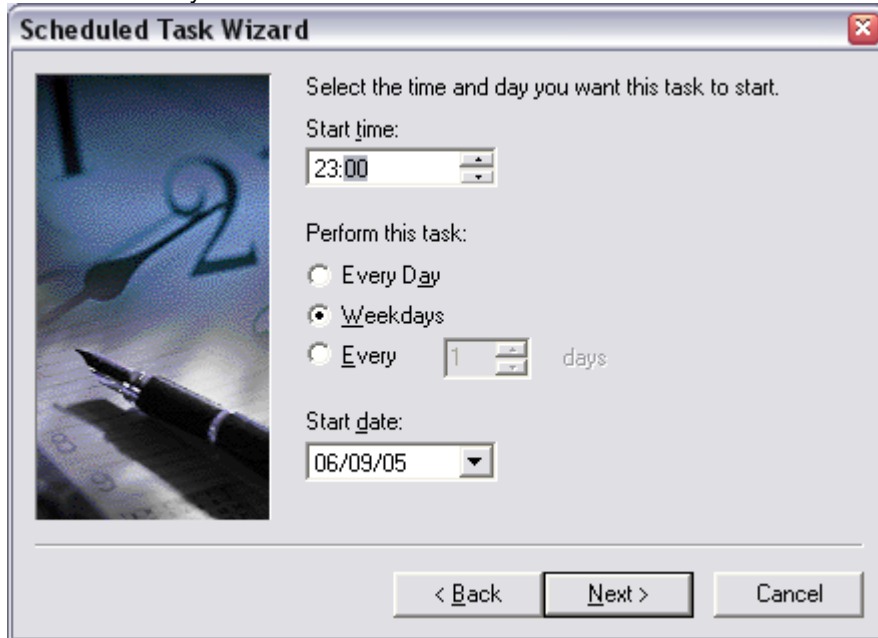 Scheduled Task Wizard
Select the time and day you want this task to start.
Start time:
23:00
Perform this task:
Every Day
Weekdays
Every 1 days
Start date:
06/09/05
< Back Next > Cancel